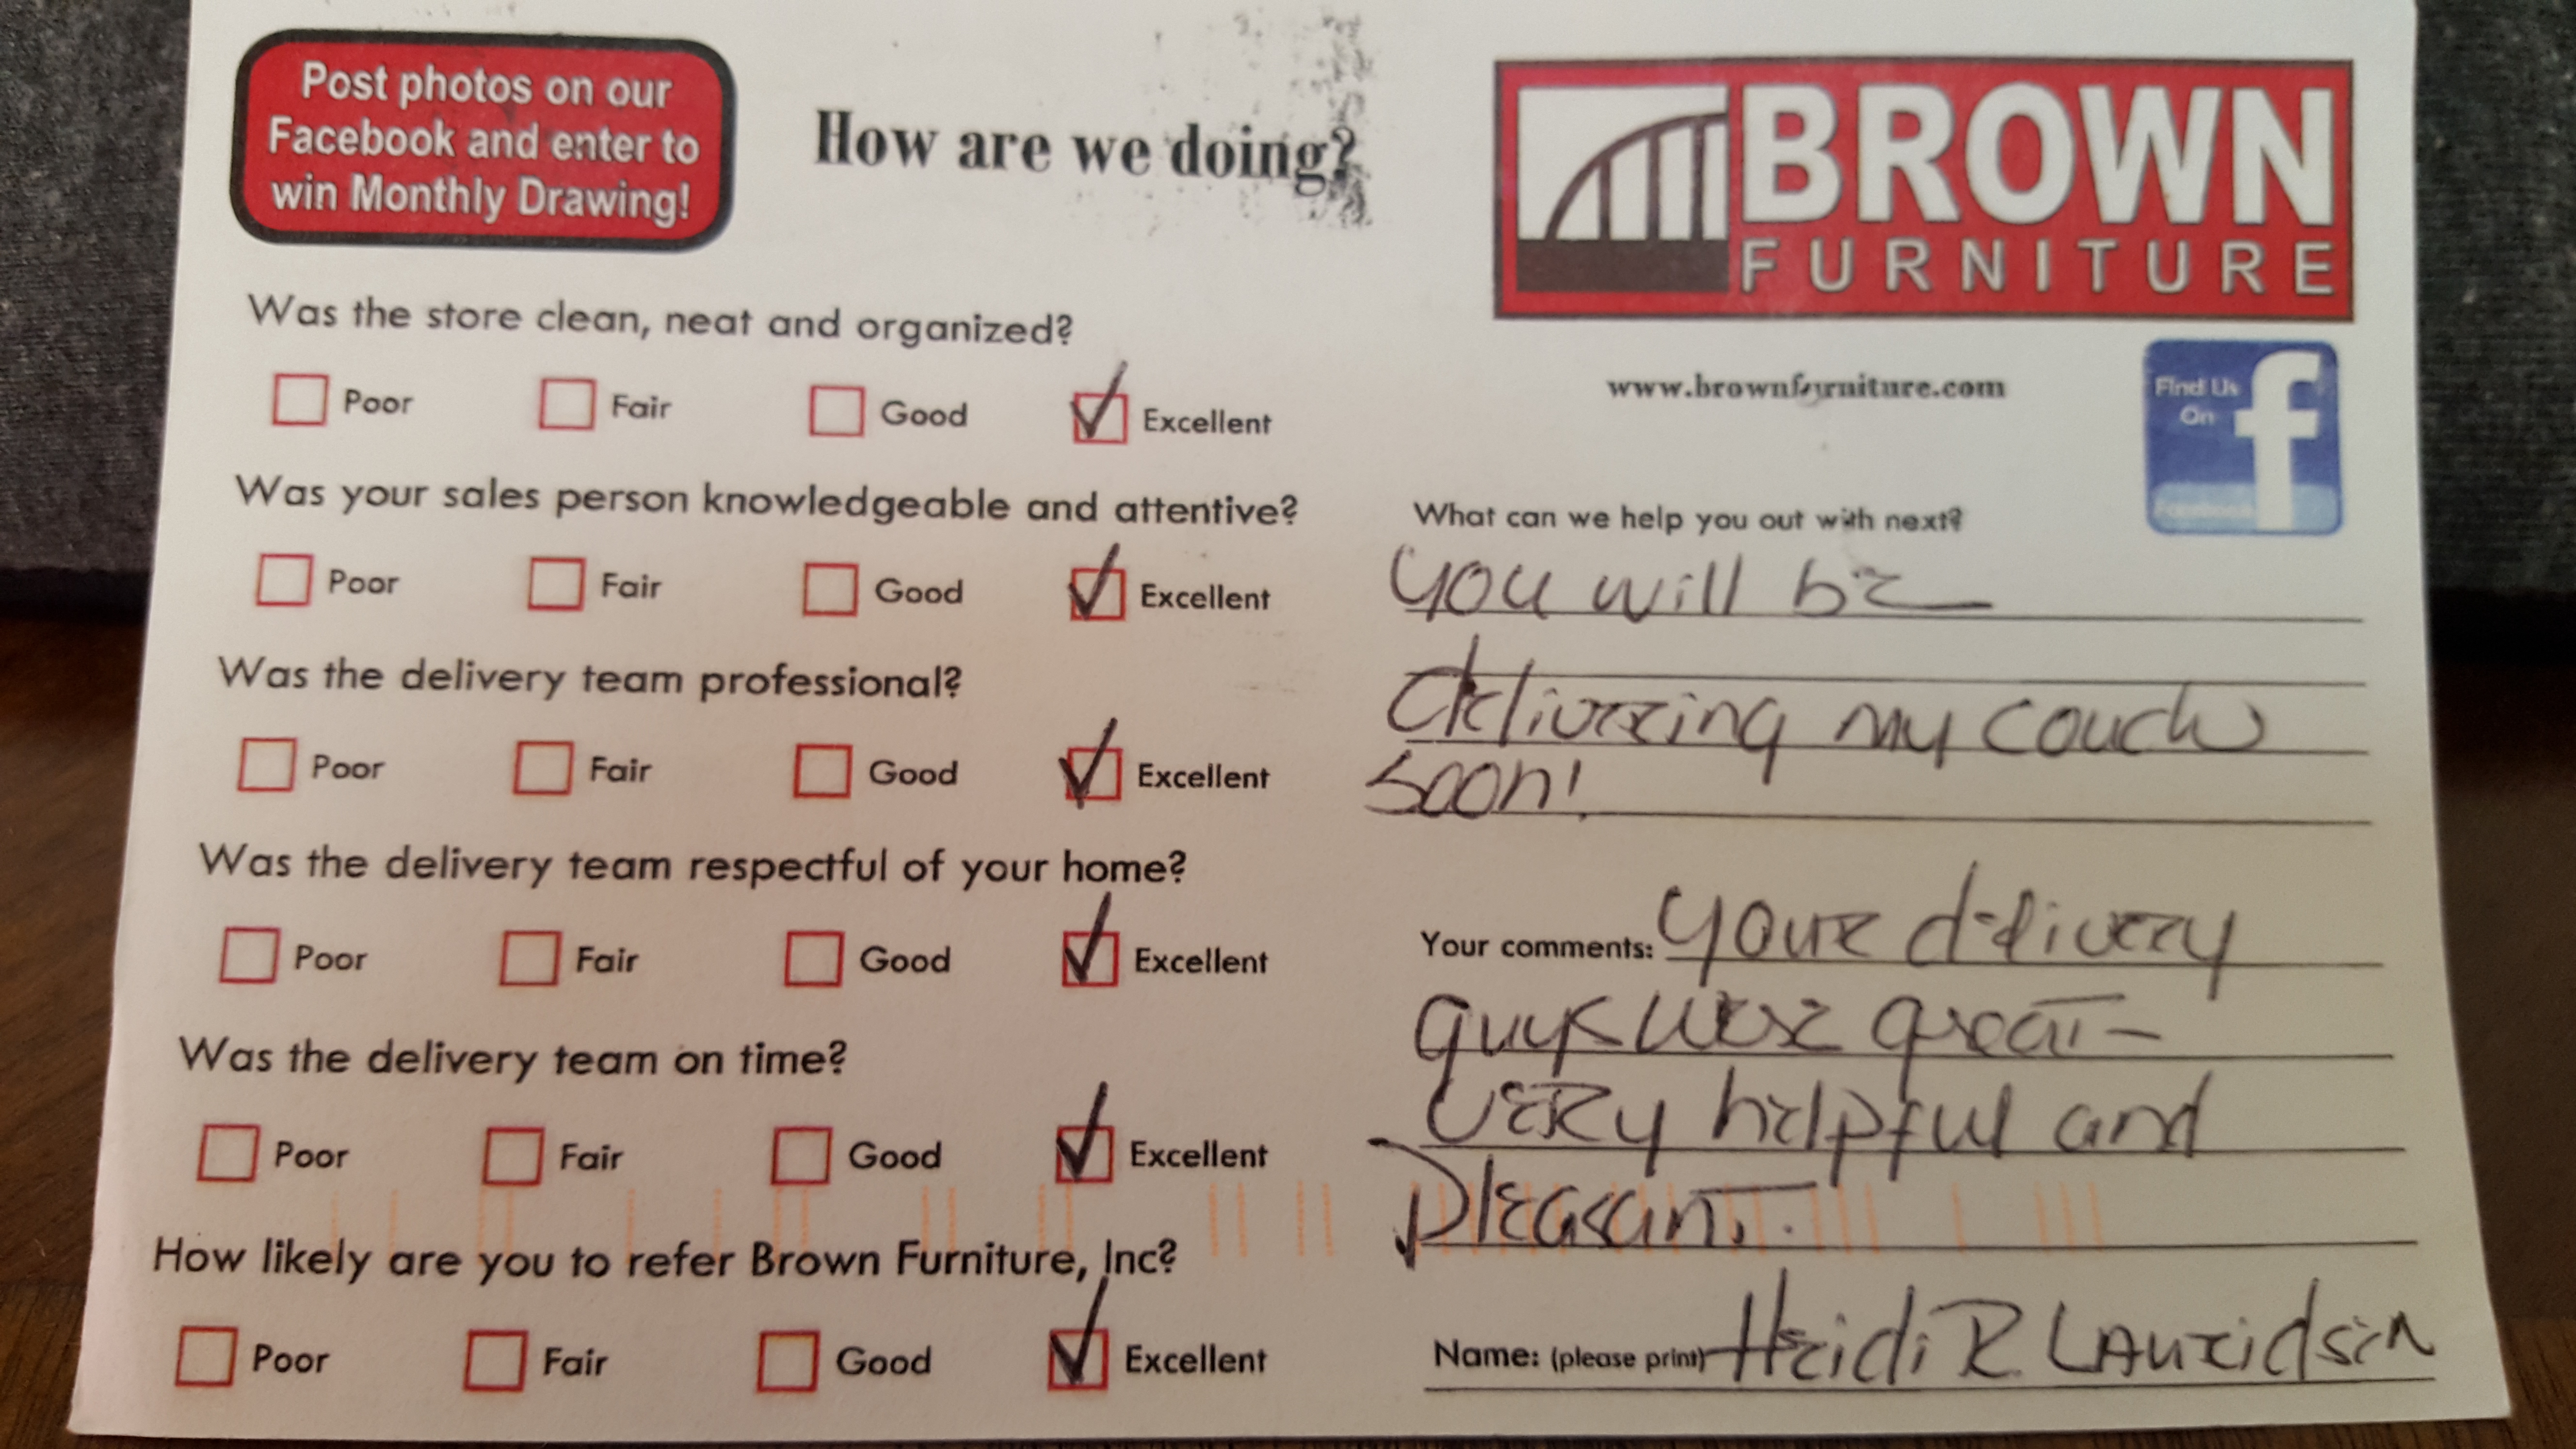 Post photos on our
Facebook and enter to
win Monthly Drawing!
How are we doing?
BROWN
FURNITURE
www.brownfurniture.com
Find Us
On
f
Facebook
Was the store clean, neat and organized?
Poor Fair Good Excellent
Was your sales person knowledgeable and attentive?
Poor Fair Good Excellent
Was the delivery team professional?
Poor Fair Good Excellent
Was the delivery team respectful of your home?
Poor Fair Good Excellent
Was the delivery team on time?
Poor Fair Good Excellent
How likely are you to refer Brown Furniture, Inc?
Poor Fair Good Excellent
What can we help you out with next?
you will be
delivering my couch
soon!
Your comments: your delivery
guys were great-
VERy helpful and
pleasant.
Name: (please print) Heidi R LAuridsen